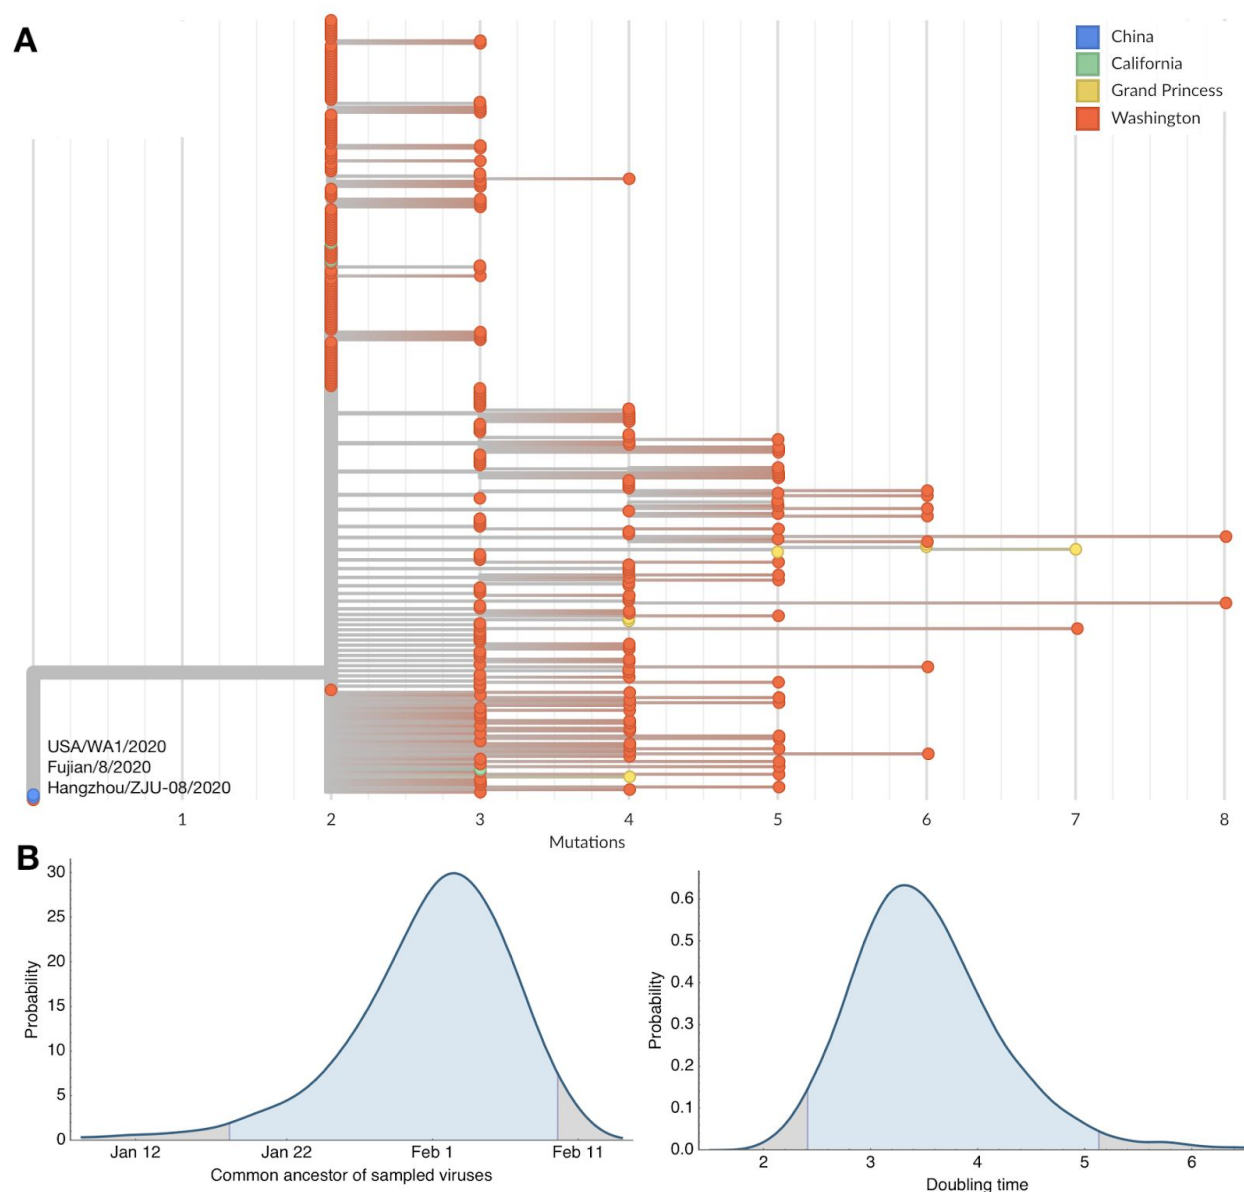 A
China
California
Grand Princess
Washington
USA/WA1/2020
Fujian/8/2020
Hangzhou/ZJU-08/2020
1 2 3 4 5 6 7 8
Mutations
B
30
25
20
15
10
5
0
Probability
Jan 12 Jan 22 Feb 1 Feb 11
Common ancestor of sampled viruses
0.6
0.5
0.4
0.3
0.2
0.1
0.0
Probability
2 3 4 5 6
Doubling time